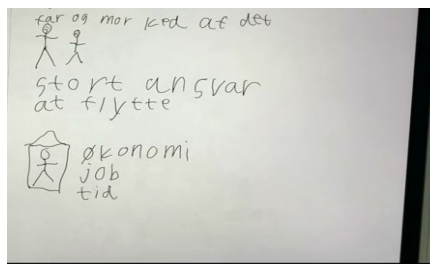 far og mor ked af det
stort ansvar
at flytte
økonomi
job
tid